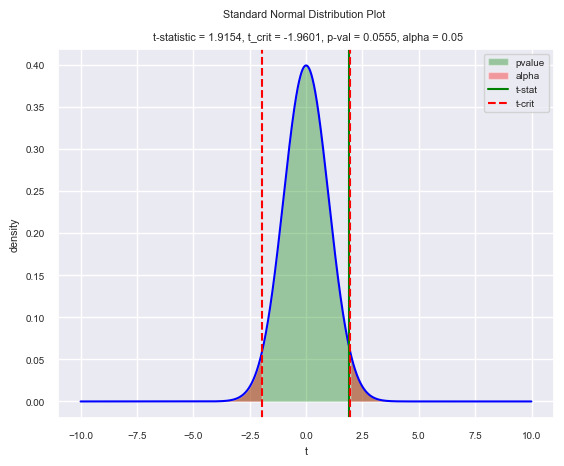 Standard Normal Distribution Plot
t-statistic = 1.9154, t_crit = -1.9601, p-val = 0.0555, alpha = 0.05
pvalue
alpha
t-stat
t-crit
0.40
0.35
0.30
0.25
0.20
0.15
0.10
0.05
0.00
density
−10.0 −7.5 −5.0 −2.5 0.0 2.5 5.0 7.5 10.0
t